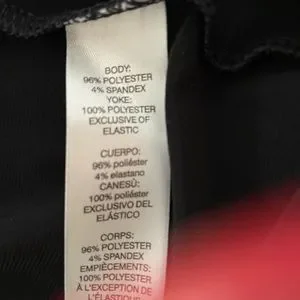 BODY:
96% POLYESTER
4% SPANDEX
YOKE:
100% POLYESTER
EXCLUSIVE OF
ELASTIC
CUERPO:
96% poliéster
4% elastano
CANESÙ:
100% poliéster
EXCLUSIVO DEL
ELÁSTICO
CORPS:
96% POLYESTER
4% SPANDEX
EMPIÈCEMENTS:
100% POLYESTER
À L'EXCEPTION DE
L'ÉLASTIQUE